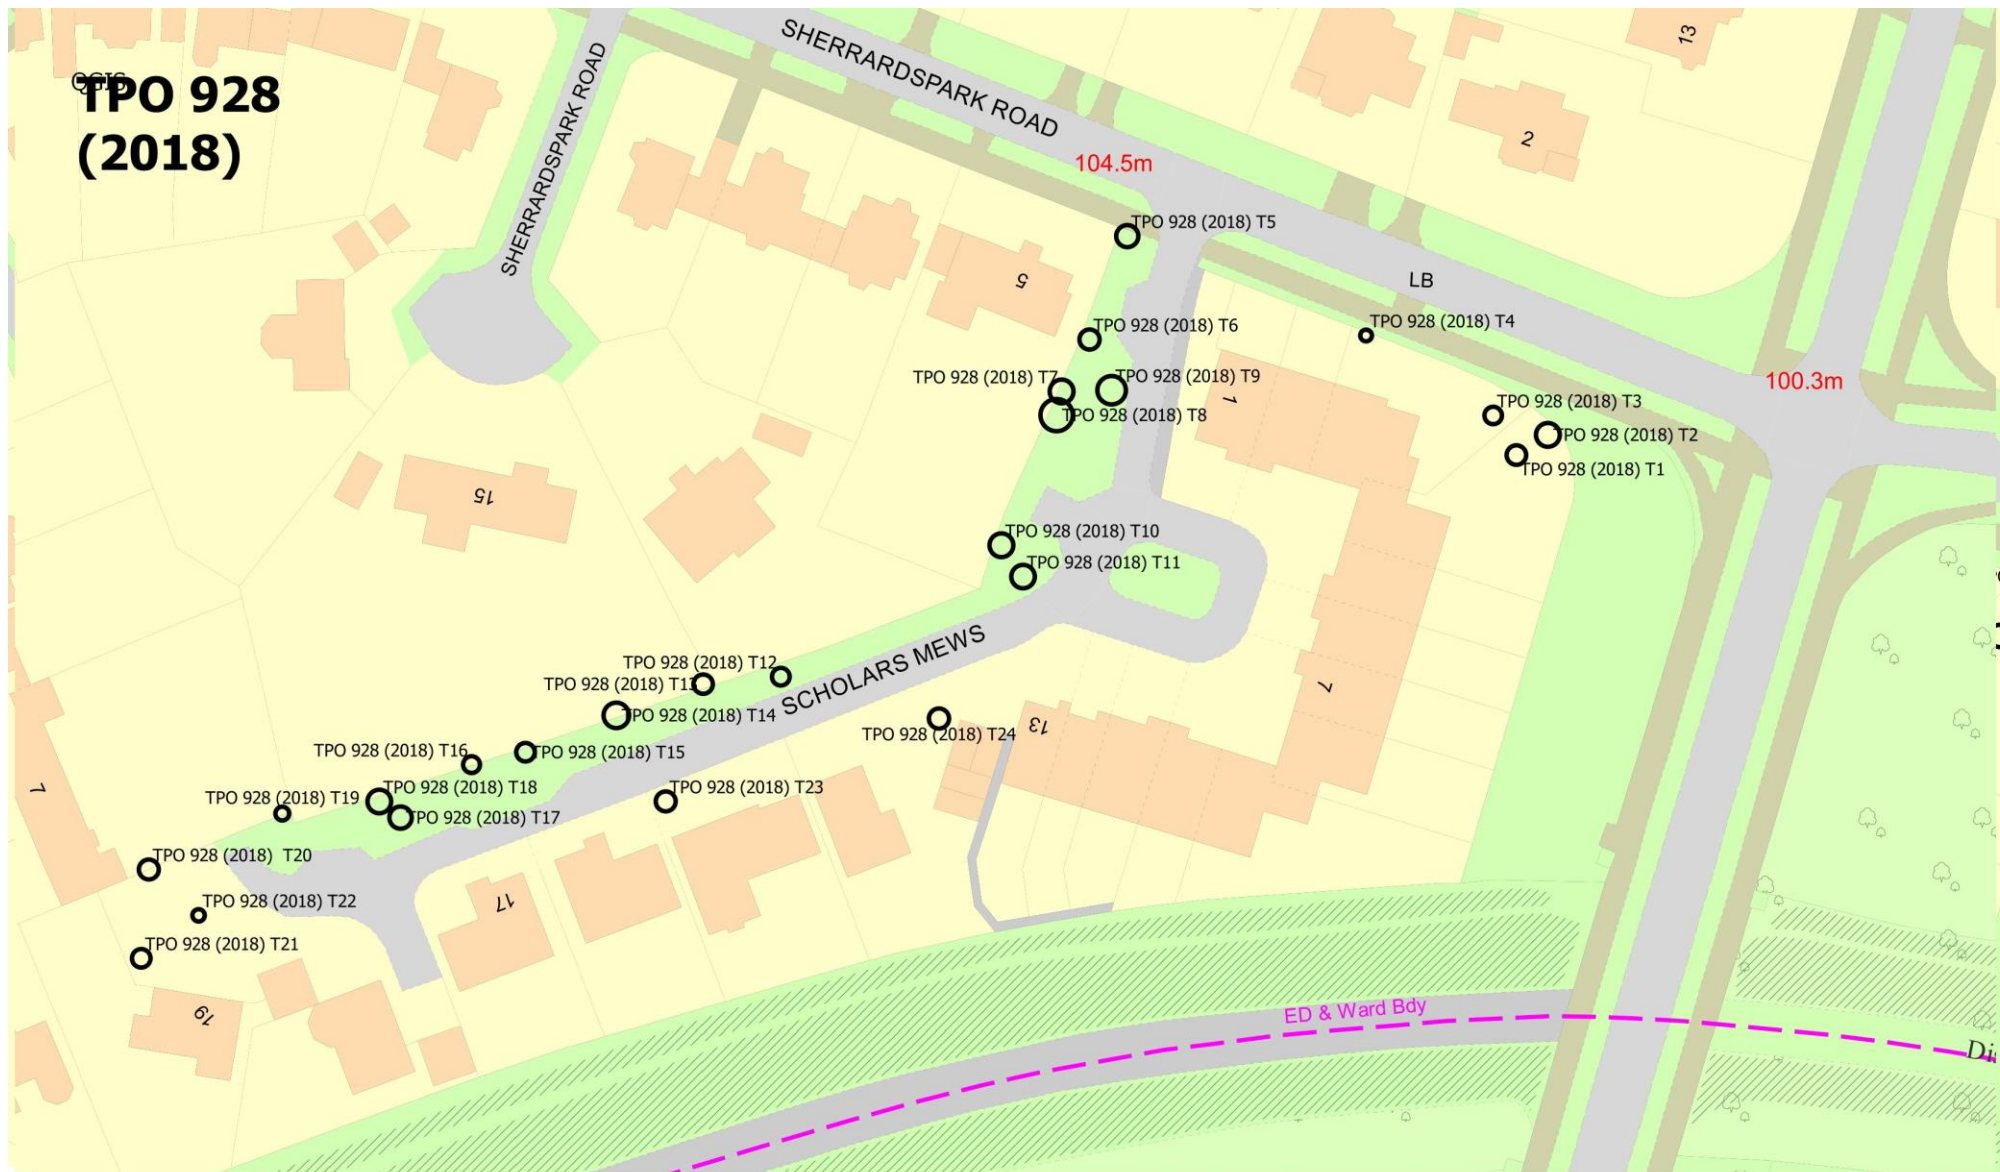 QGIS
TPO 928
(2018)
SHERRARDSPARK ROAD
SHERRARDSPARK ROAD
13
2
104.5m
TPO 928 (2018) T5
5
LB
TPO 928 (2018) T6
TPO 928 (2018) T4
TPO 928 (2018) T7
TPO 928 (2018) T9
100.3m
1
TPO 928 (2018) T8
TPO 928 (2018) T3
TPO 928 (2018) T2
TPO 928 (2018) T1
15
TPO 928 (2018) T10
TPO 928 (2018) T11
SCHOLARS MEWS
TPO 928 (2018) T12
TPO 928 (2018) T13
TPO 928 (2018) T14
7
13
TPO 928 (2018) T24
TPO 928 (2018) T16
TPO 928 (2018) T15
7
TPO 928 (2018) T18
TPO 928 (2018) T23
TPO 928 (2018) T19
TPO 928 (2018) T17
TPO 928 (2018) T20
TPO 928 (2018) T22
17
TPO 928 (2018) T21
19
ED & Ward Bdy